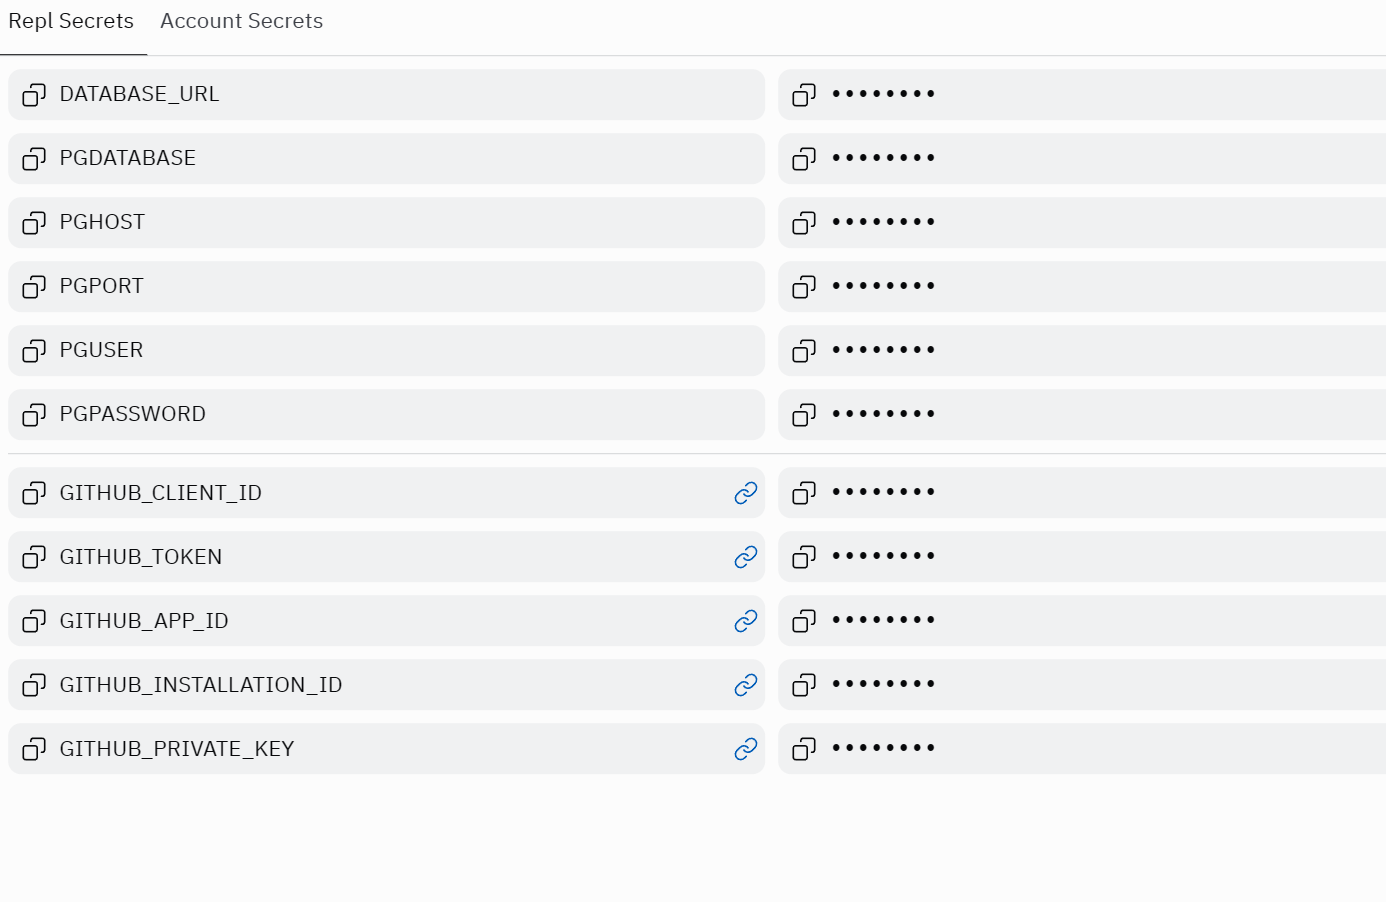 Repl Secrets Account Secrets
DATABASE_URL ••••••••
PGDATABASE ••••••••
PGHOST ••••••••
PGPORT ••••••••
PGUSER ••••••••
PGPASSWORD ••••••••
GITHUB_CLIENT_ID ••••••••
GITHUB_TOKEN ••••••••
GITHUB_APP_ID ••••••••
GITHUB_INSTALLATION_ID ••••••••
GITHUB_PRIVATE_KEY ••••••••